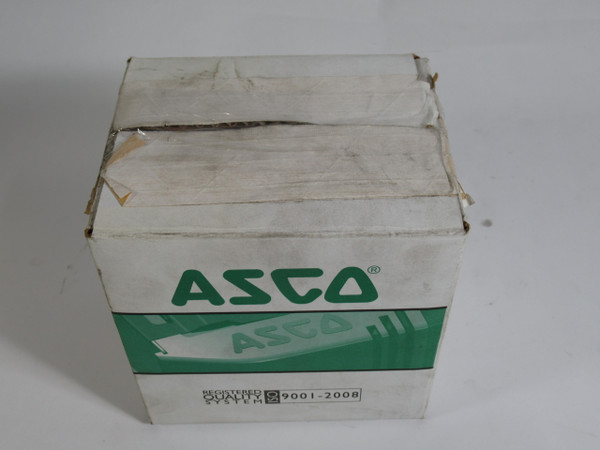 ASCO®
ASCO
REGISTERED
QUALITY
SYSTEM
ISO 9001-2008